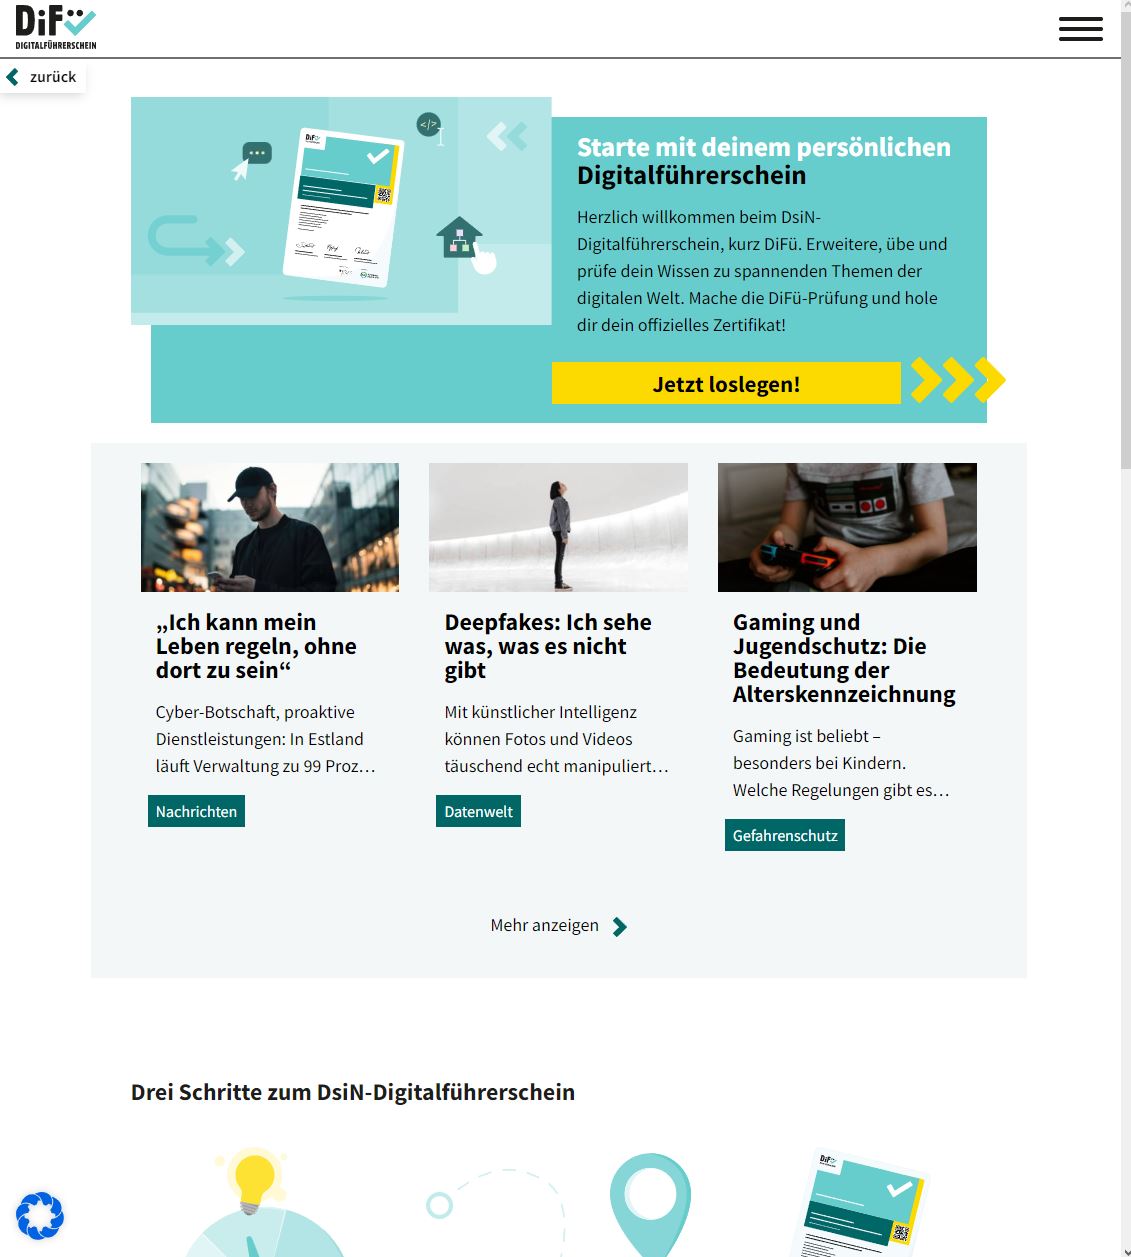 DiFü
DIGITALFÜHRERSCHEIN
zurück
DiFü
</>
Starte mit deinem persönlichen
Digitalführerschein
Herzlich willkommen beim DsiN-
Digitalführerschein, kurz DiFü. Erweitere, übe und
prüfe dein Wissen zu spannenden Themen der
digitalen Welt. Mache die DiFü-Prüfung und hole
dir dein offizielles Zertifikat!
Jetzt loslegen!
„Ich kann mein
Leben regeln, ohne
dort zu sein“
Cyber-Botschaft, proaktive
Dienstleistungen: In Estland
läuft Verwaltung zu 99 Proz…
Nachrichten
Deepfakes: Ich sehe
was, was es nicht
gibt
Mit künstlicher Intelligenz
können Fotos und Videos
täuschend echt manipuliert…
Datenwelt
Gaming und
Jugendschutz: Die
Bedeutung der
Alterskennzeichnung
Gaming ist beliebt –
besonders bei Kindern.
Welche Regelungen gibt es…
Gefahrenschutz
Mehr anzeigen
Drei Schritte zum DsiN-Digitalführerschein
DiFü